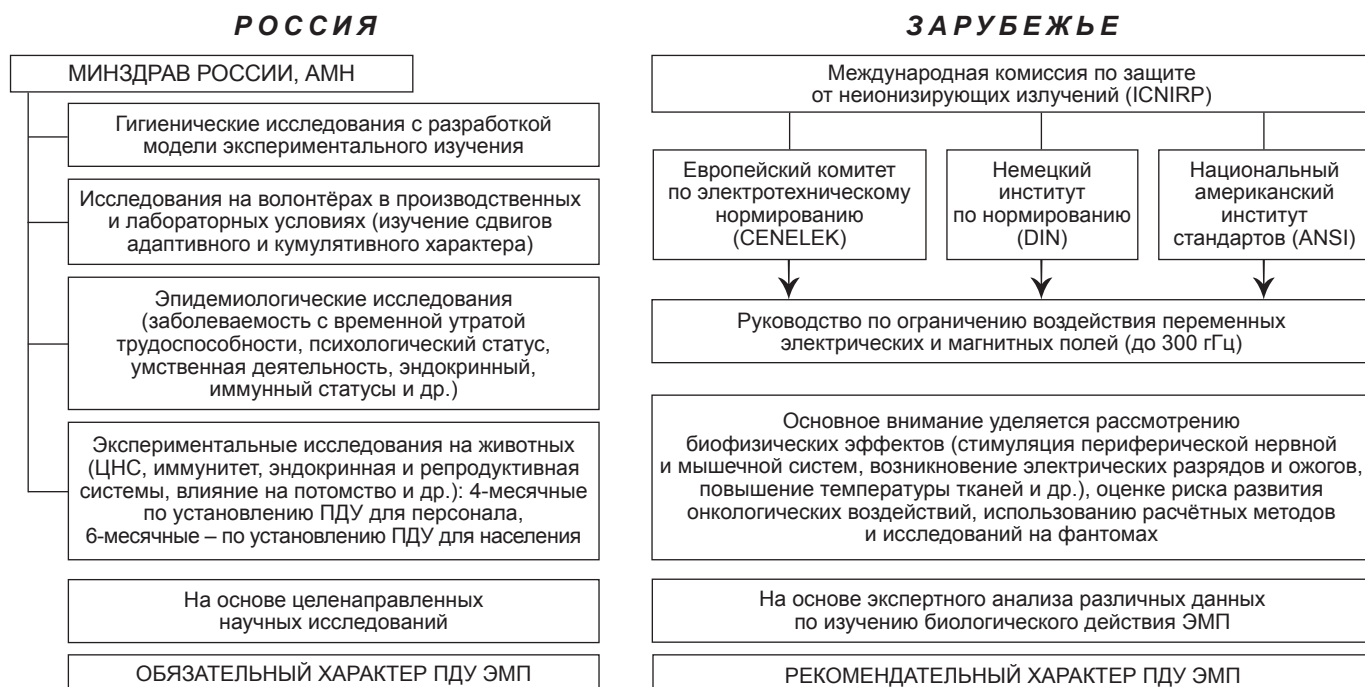 РОССИЯ
МИНЗДРАВ РОССИИ, АМН
Гигиенические исследования с разработкой
модели экспериментального изучения
Исследования на волонтёрах в производственных
и лабораторных условиях (изучение сдвигов
адаптивного и кумулятивного характера)
Эпидемиологические исследования
(заболеваемость с временной утратой
трудоспособности, психологический статус,
умственная деятельность, эндокринный,
иммунный статусы и др.)
Экспериментальные исследования на животных
(ЦНС, иммунитет, эндокринная и репродуктивная
системы, влияние на потомство и др.): 4-месячные
по установлению ПДУ для персонала,
6-месячные – по установлению ПДУ для населения
На основе целенаправленных
научных исследований
ОБЯЗАТЕЛЬНЫЙ ХАРАКТЕР ПДУ ЭМП
ЗАРУБЕЖЬЕ
Международная комиссия по защите
от неионизирующих излучений (ICNIRP)
Европейский комитет
по электротехническому
нормированию
(CENELEK)
Немецкий
институт
по нормированию
(DIN)
Национальный
американский
институт
стандартов (ANSI)
Руководство по ограничению воздействия переменных
электрических и магнитных полей (до 300 гГц)
Основное внимание уделяется рассмотрению
биофизических эффектов (стимуляция периферической нервной
и мышечной систем, возникновение электрических разрядов и ожогов,
повышение температуры тканей и др.), оценке риска развития
онкологических воздействий, использованию расчётных методов
и исследований на фантомах
На основе экспертного анализа различных данных
по изучению биологического действия ЭМП
РЕКОМЕНДАТЕЛЬНЫЙ ХАРАКТЕР ПДУ ЭМП